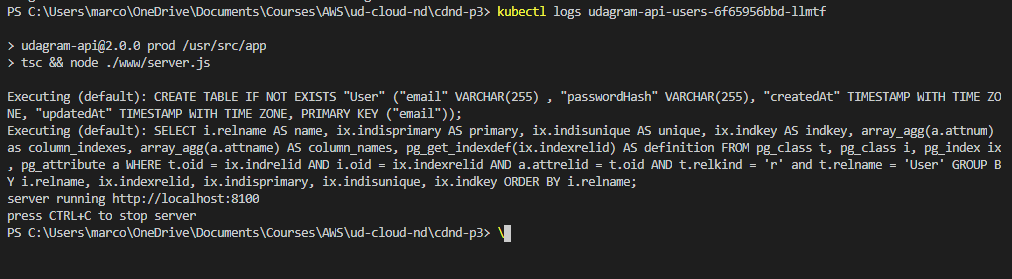 PS C:\Users\marco\OneDrive\Documents\Courses\AWS\ud-cloud-nd\cdnd-p3> kubectl logs udagram-api-users-6f65956bbd-llmtf
> udagram-api@2.0.0 prod /usr/src/app
> tsc && node ./www/server.js
Executing (default): CREATE TABLE IF NOT EXISTS "User" ("email" VARCHAR(255) , "passwordHash" VARCHAR(255), "createdAt" TIMESTAMP WITH TIME ZO
NE, "updatedAt" TIMESTAMP WITH TIME ZONE, PRIMARY KEY ("email"));
Executing (default): SELECT i.relname AS name, ix.indisprimary AS primary, ix.indisunique AS unique, ix.indkey AS indkey, array_agg(a.attnum)
as column_indexes, array_agg(a.attname) AS column_names, pg_get_indexdef(ix.indexrelid) AS definition FROM pg_class t, pg_class i, pg_index ix
, pg_attribute a WHERE t.oid = ix.indrelid AND i.oid = ix.indexrelid AND a.attrelid = t.oid AND t.relkind = 'r' and t.relname = 'User' GROUP B
Y i.relname, ix.indexrelid, ix.indisprimary, ix.indisunique, ix.indkey ORDER BY i.relname;
server running http://localhost:8100
press CTRL+C to stop server
PS C:\Users\marco\OneDrive\Documents\Courses\AWS\ud-cloud-nd\cdnd-p3> \